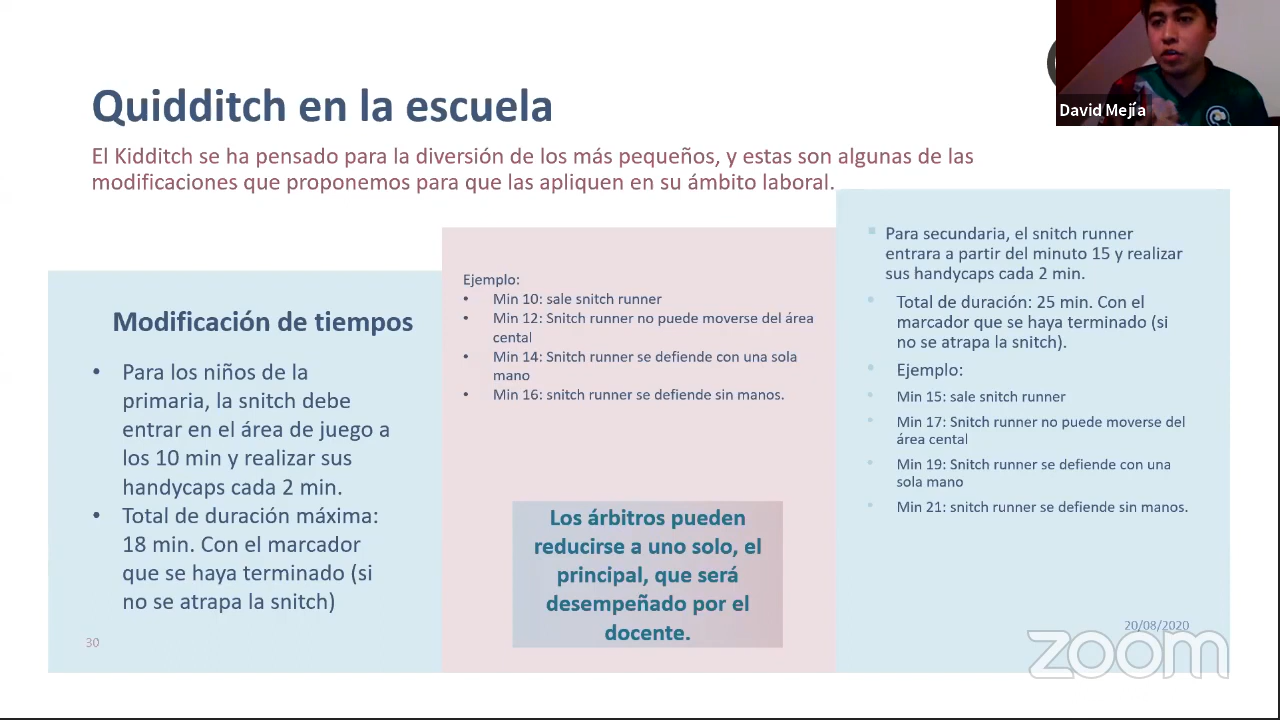 Quidditch en la escuela
El Kidditch se ha pensado para la diversión de los más pequeños, y estas son algunas de las
modificaciones que proponemos para que las apliquen en su ámbito laboral.
David Mejía
Modificación de tiempos
• Para los niños de la
primaria, la snitch debe
entrar en el área de juego a
los 10 min y realizar sus
handycaps cada 2 min.
• Total de duración máxima:
18 min. Con el marcador
que se haya terminado (si
no se atrapa la snitch)
30
Ejemplo:
• Min 10: sale snitch runner
• Min 12: Snitch runner no puede moverse del área
cental
• Min 14: Snitch runner se defiende con una sola
mano
• Min 16: snitch runner se defiende sin manos.
Los árbitros pueden
reducirse a uno solo, el
principal, que será
desempeñado por el
docente.
Para secundaria, el snitch runner
entrara a partir del minuto 15 y realizar
sus handycaps cada 2 min.
• Total de duración: 25 min. Con el
marcador que se haya terminado (si
no se atrapa la snitch).
• Ejemplo:
• Min 15: sale snitch runner
• Min 17: Snitch runner no puede moverse del
área cental
• Min 19: Snitch runner se defiende con una
sola mano
• Min 21: snitch runner se defiende sin manos.
20/08/2020
zoom